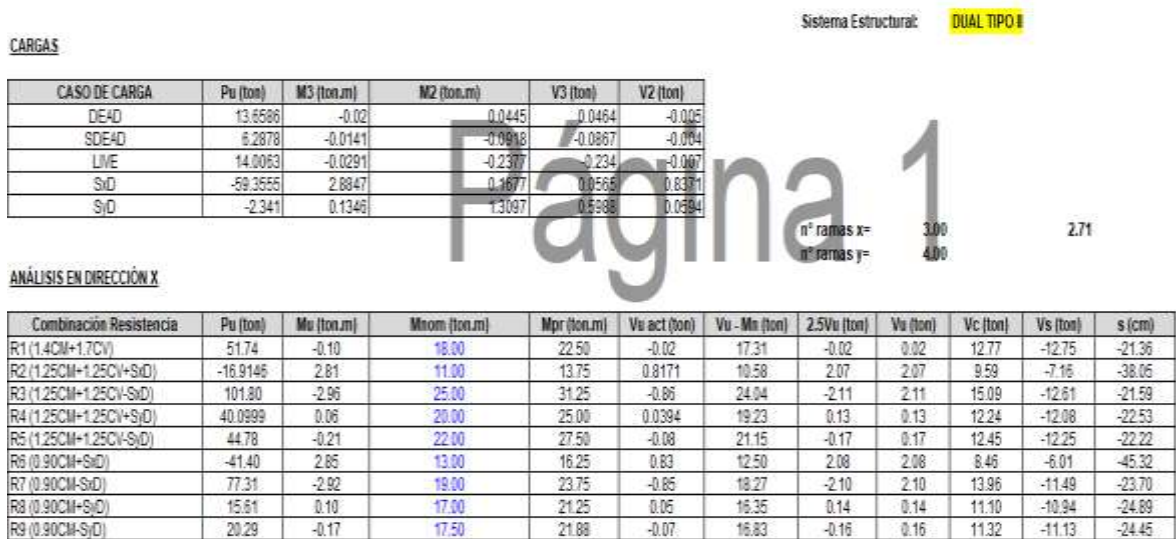 Sistema Estructural: DUAL TIPO II
CARGAS
CASO DE CARGA Pu (ton) M3 (ton.m) M2 (ton.m) V3 (ton) V2 (ton)
DEAD 13.6586 -0.02 0.0445 0.0464 -0.005
SDEAD 6.2878 -0.0141 -0.0918 -0.0867 -0.004
LIVE 14.0063 -0.0291 -0.2377 -0.234 -0.007
SxD -59.3555 2.8847 0.1677 0.0565 0.8371
SyD -2.341 0.1346 1.3097 0.5988 0.0594
Página 1
n° ramas x= 3.00 2.71
n° ramas y= 4.00
ANÁLISIS EN DIRECCIÓN X
Combinación Resistencia Pu (ton) Mu (ton.m) Mnom (ton.m) Mpr (ton.m) Vu act (ton) Vu - Mn (ton) 2.5Vu (ton) Vu (ton) Vc (ton) Vs (ton) s (cm)
R1 (1.4CM+1.7CV) 51.74 -0.10 18.00 22.50 -0.02 17.31 -0.02 0.02 12.77 -12.75 -21.36
R2 (1.25CM+1.25CV+SxD) -16.9146 2.81 11.00 13.75 0.8171 10.58 2.07 2.07 9.59 -7.16 -38.05
R3 (1.25CM+1.25CV-SxD) 101.80 -2.96 25.00 31.25 -0.86 24.04 -2.11 2.11 15.09 -12.61 -21.59
R4 (1.25CM+1.25CV+SyD) 40.0999 0.06 20.00 25.00 0.0394 19.23 0.13 0.13 12.24 -12.08 -22.53
R5 (1.25CM+1.25CV-SyD) 44.78 -0.21 22.00 27.50 -0.08 21.15 -0.17 0.17 12.45 -12.25 -22.22
R6 (0.90CM+SxD) -41.40 2.85 13.00 16.25 0.83 12.50 2.08 2.08 8.46 -6.01 -45.32
R7 (0.90CM-SxD) 77.31 -2.92 19.00 23.75 -0.85 18.27 -2.10 2.10 13.96 -11.49 -23.70
R8 (0.90CM+SyD) 15.61 0.10 17.00 21.25 0.05 16.35 0.14 0.14 11.10 -10.94 -24.89
R9 (0.90CM-SyD) 20.29 -0.17 17.50 21.88 -0.07 16.83 -0.16 0.16 11.32 -11.13 -24.45